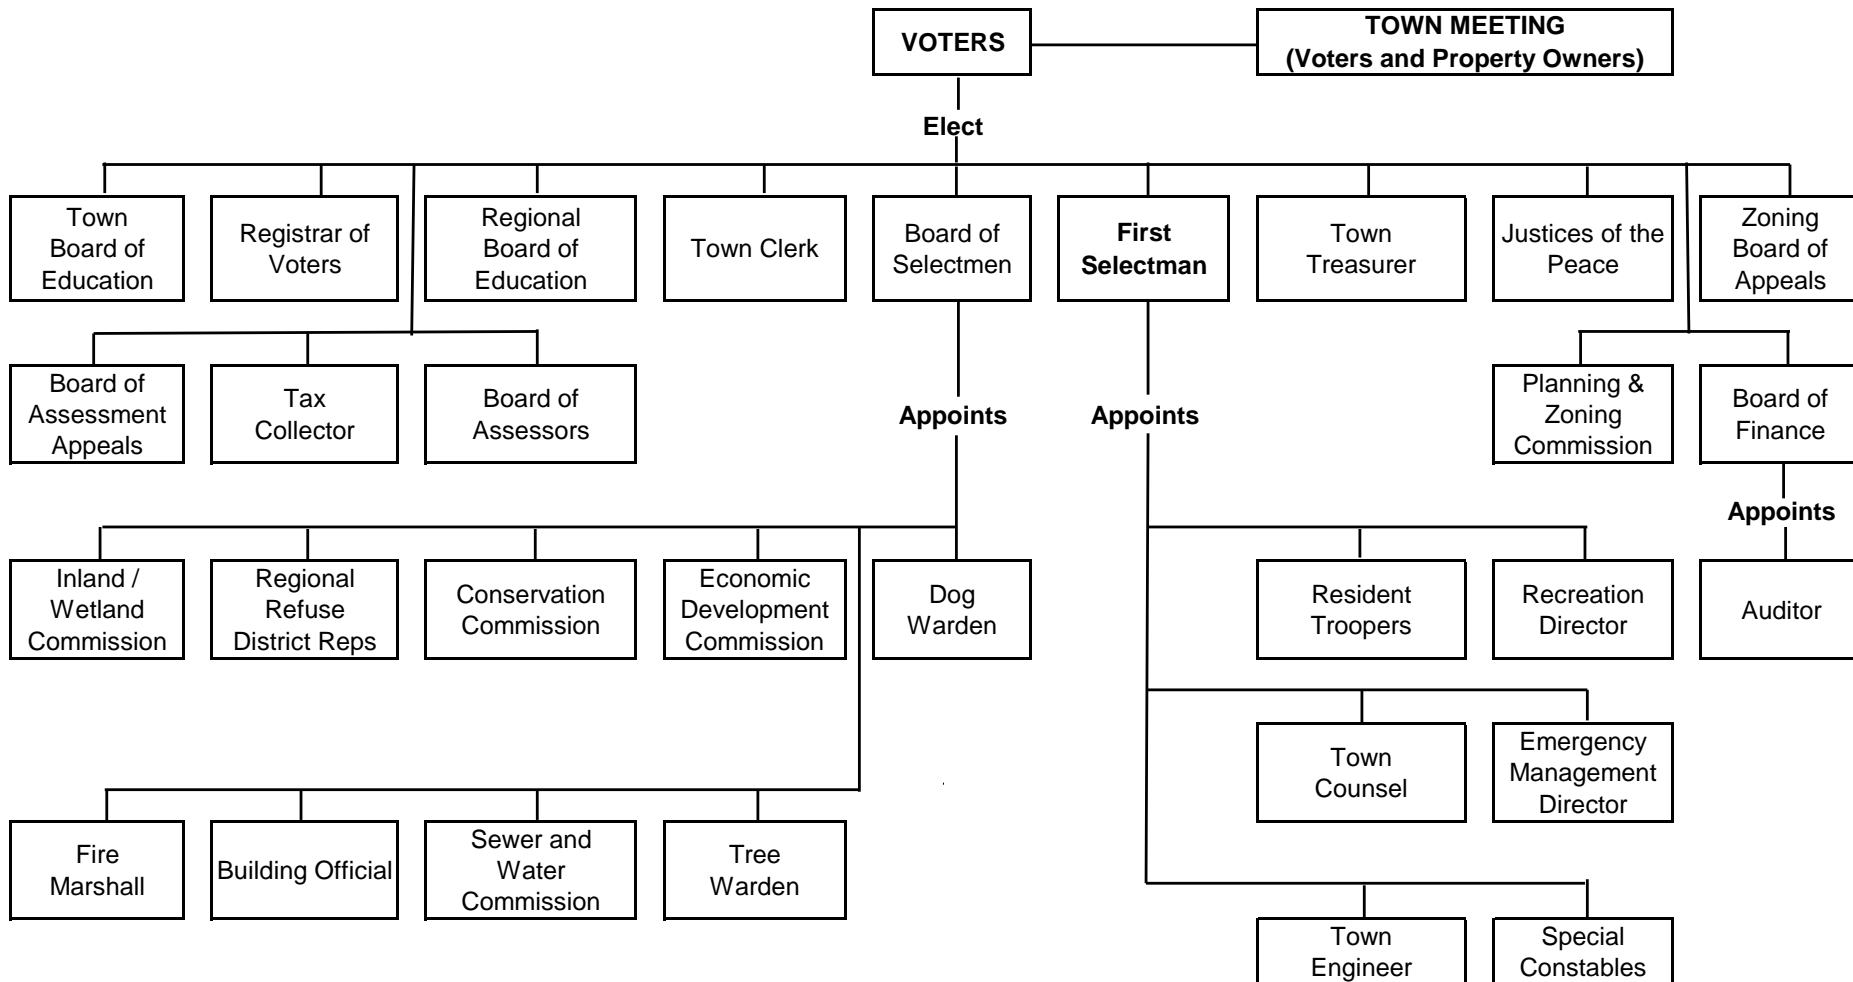 VOTERS
TOWN MEETING
(Voters and Property Owners)
Elect
Town
Board of
Education
Registrar of
Voters
Regional
Board of
Education
Town Clerk
Board of
Selectmen
First
Selectman
Town
Treasurer
Justices of the
Peace
Zoning
Board of
Appeals
Board of
Assessment
Appeals
Tax
Collector
Board of
Assessors
Appoints
Appoints
Planning &
Zoning
Commission
Board of
Finance
Appoints
Inland /
Wetland
Commission
Regional
Refuse
District Reps
Conservation
Commission
Economic
Development
Commission
Dog
Warden
Resident
Troopers
Recreation
Director
Auditor
Town
Counsel
Emergency
Management
Director
Fire
Marshall
Building Official
Sewer and
Water
Commission
Tree
Warden
Town
Engineer
Special
Constables